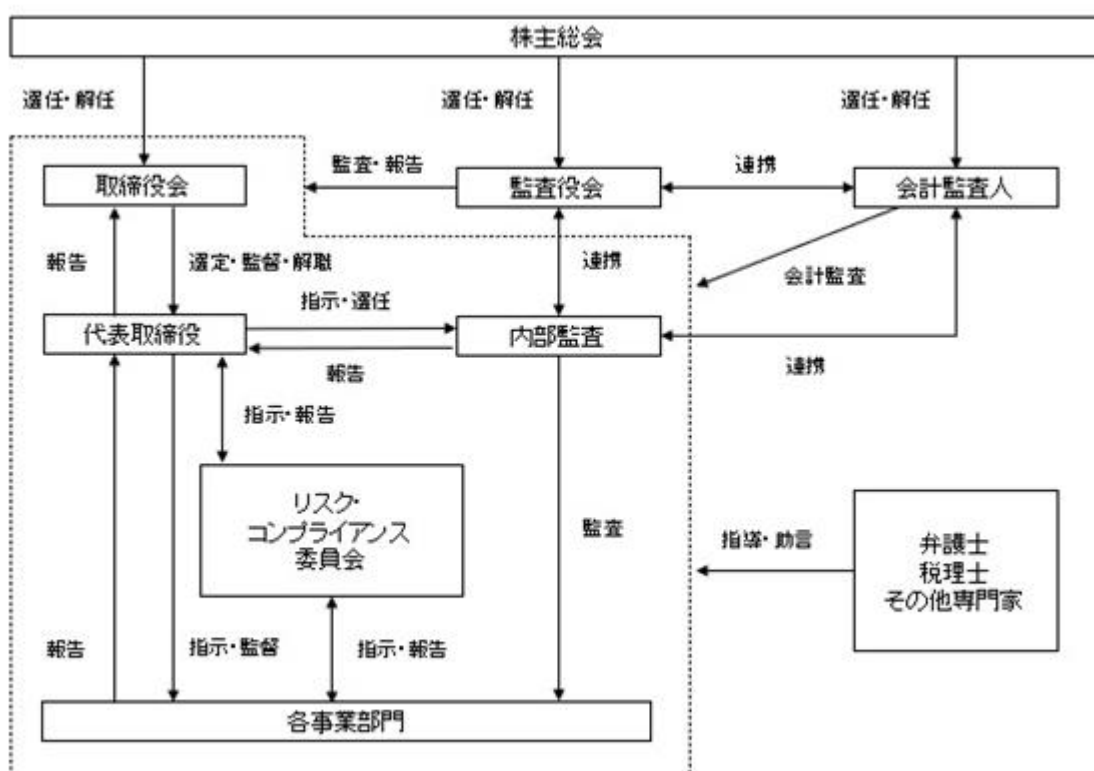 株主総会
選任・解任
選任・解任
選任・解任
監査・報告
連携
取締役会
監査役会
会計監査人
報告
選定・監督・解職
連携
会計監査
指示・選任
代表取締役
内部監査
報告
連携
指示・報告
リスク・
コンプライアンス
委員会
監査
指導・助言
弁護士
税理士
その他専門家
報告
指示・監督
指示・報告
各事業部門